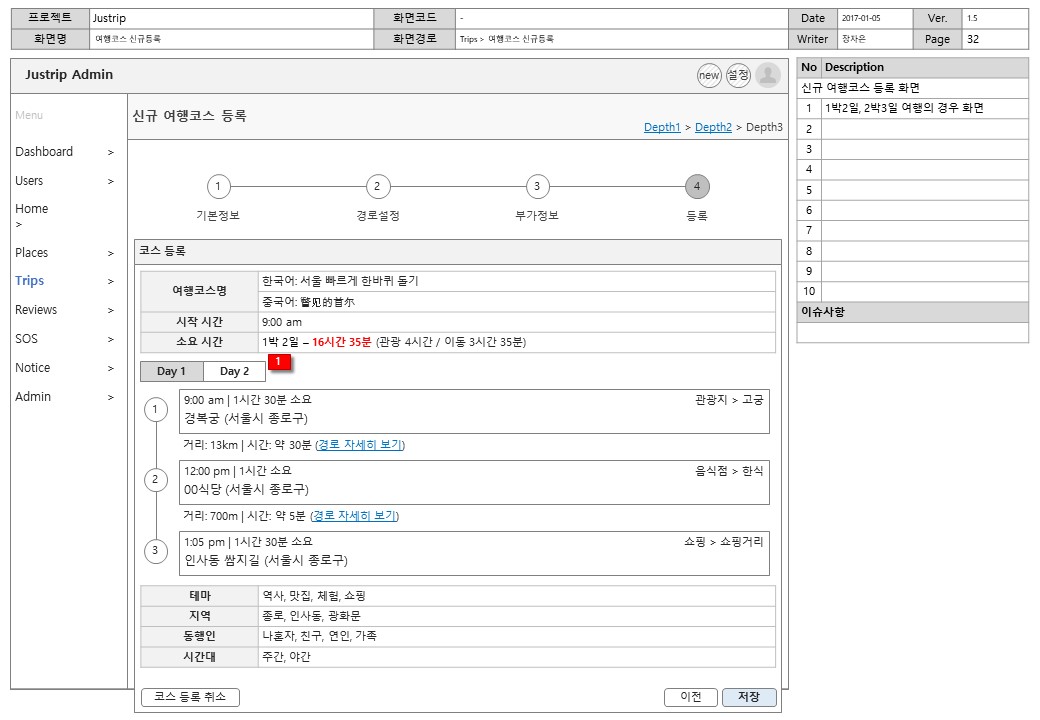 프로젝트 Justrip 화면코드 - Date 2017-01-05 Ver. 1.5
화면명 여행코스 신규등록 화면경로 Trips > 여행코스 신규등록 Writer 장자은 Page 32
Justrip Admin new 설정
Menu
Dashboard >
Users >
Home
>
Places >
Trips >
Reviews >
SOS >
Notice >
Admin >
신규 여행코스 등록
Depth1 > Depth2 > Depth3
1 2 3 4
기본정보 경로설정 부가정보 등록
코스 등록
여행코스명
한국어: 서울 빠르게 한바퀴 돌기
중국어: 瞥见的首尔
시작 시간 9:00 am
소요 시간 1박 2일 – 16시간 35분 (관광 4시간 / 이동 3시간 35분)
Day 1 Day 2 1
1
9:00 am | 1시간 30분 소요 관광지 > 고궁
경복궁 (서울시 종로구)
거리: 13km | 시간: 약 30분 (경로 자세히 보기)
2
12:00 pm | 1시간 소요 음식점 > 한식
00식당 (서울시 종로구)
거리: 700m | 시간: 약 5분 (경로 자세히 보기)
3
1:05 pm | 1시간 30분 소요 쇼핑 > 쇼핑거리
인사동 쌈지길 (서울시 종로구)
테마 역사, 맛집, 체험, 쇼핑
지역 종로, 인사동, 광화문
동행인 나혼자, 친구, 연인, 가족
시간대 주간, 야간
코스 등록 취소 이전 저장
No Description
신규 여행코스 등록 화면
1 1박2일, 2박3일 여행의 경우 화면
2
3
4
5
6
7
8
9
10
이슈사항